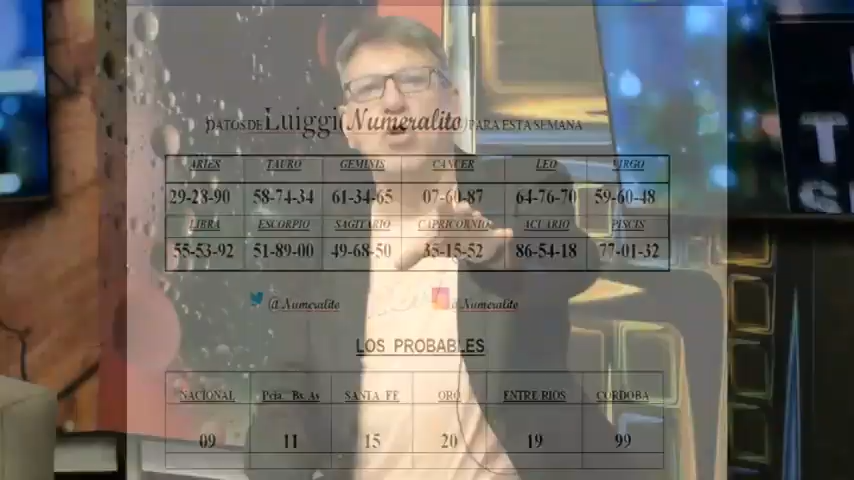 DATOS DE Luiggi (Numeralito) PARA ESTA SEMANA
ARIES TAURO GEMINIS CANCER LEO VIRGO
29-28-90 58-74-34 61-34-65 07-60-87 64-76-70 59-60-48
LIBRA ESCORPIO SAGITARIO CAPRICORNIO ACUARIO PISCIS
55-53-92 51-89-00 49-68-50 35-15-52 86-54-18 77-01-32
@Numeralito @Numeralito
LOS PROBABLES
NACIONAL Pcia. Bs. As SANTA FE ORO ENTRE RIOS CORDOBA
09 11 15 20 19 99